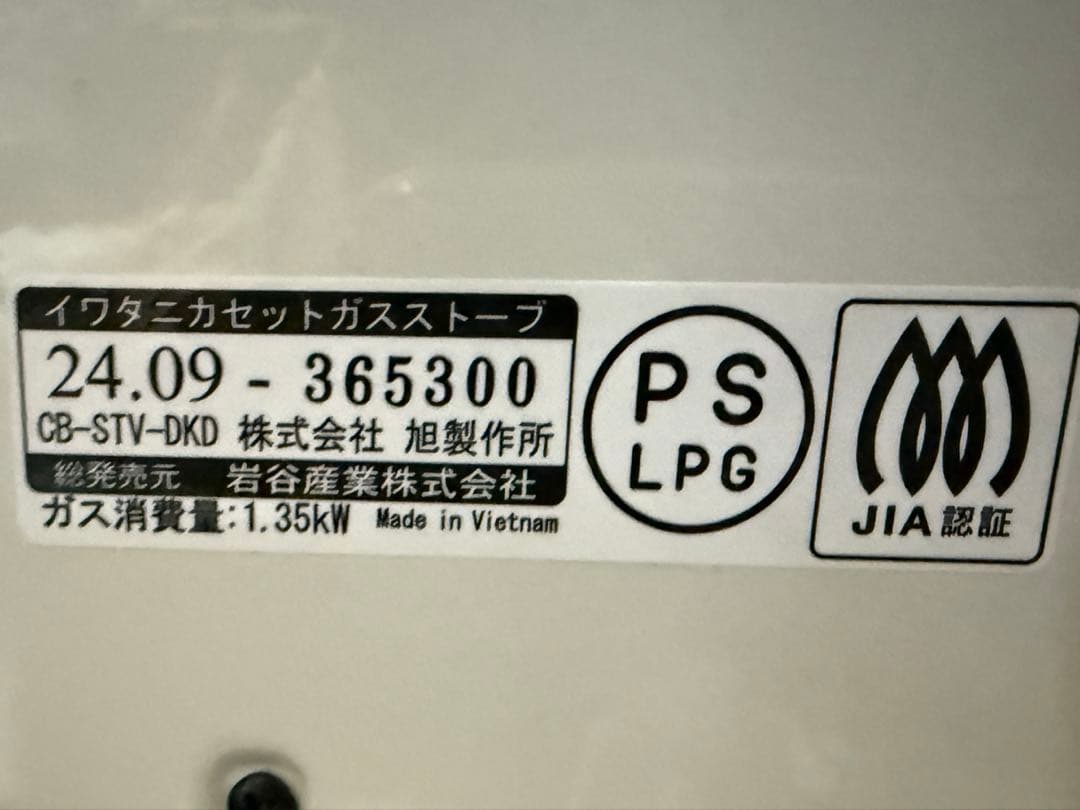 イワタニカセットガスストーブ
24.09 - 365300
CB-STV-DKD 株式会社 旭製作所
総発売元 岩谷産業株式会社
ガス消費量:1.35kW Made in Vietnam
PS
LPG
JIA認証